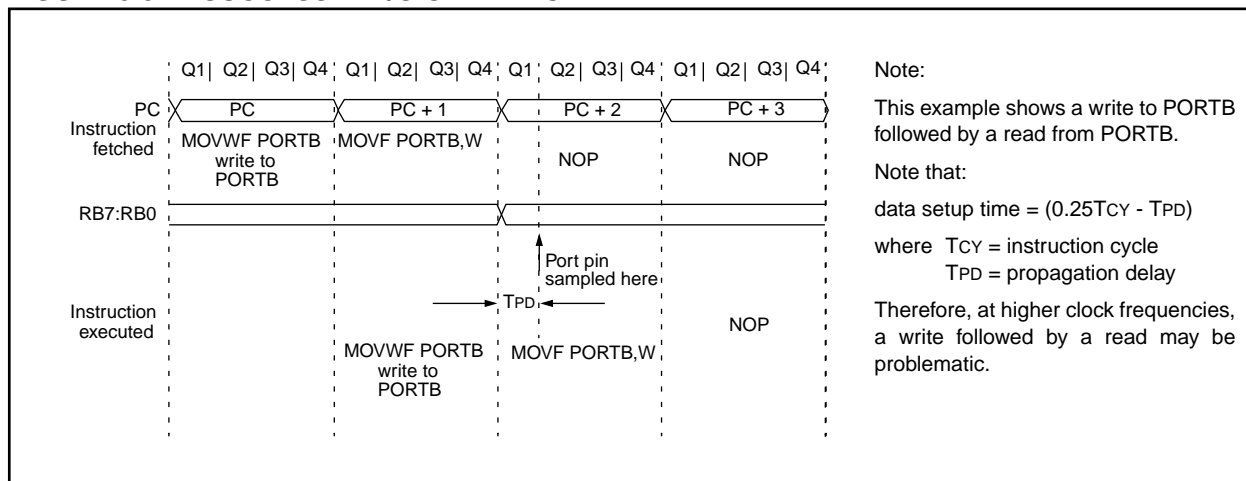 Q1| Q2| Q3| Q4 Q1| Q2| Q3| Q4 Q1| Q2| Q3| Q4 Q1| Q2| Q3| Q4
PC PC PC + 1 PC + 2 PC + 3
Instruction
fetched
MOVWF PORTB
write to
PORTB
MOVF PORTB,W
NOP
NOP
RB7:RB0
Port pin
sampled here
TPD
Instruction
executed
MOVWF PORTB
write to
PORTB
MOVF PORTB,W
NOP
Note:
This example shows a write to PORTB
followed by a read from PORTB.
Note that:
data setup time = (0.25TCY - TPD)
where TCY = instruction cycle
TPD = propagation delay
Therefore, at higher clock frequencies,
a write followed by a read may be
problematic.